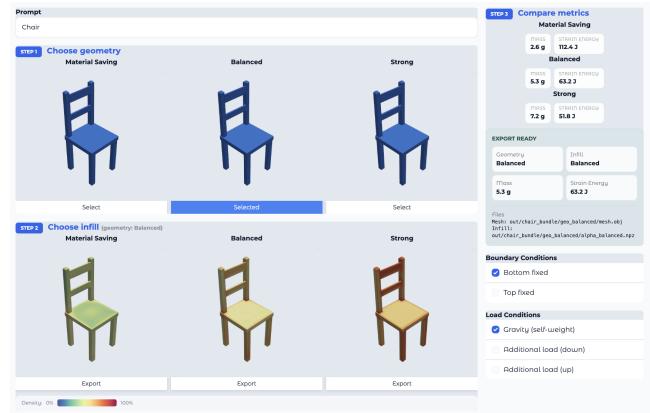 Prompt
Chair
STEP 1 Choose geometry
Material Saving Balanced Strong
Select Selected Select
STEP 2 Choose infill (geometry: Balanced)
Material Saving Balanced Strong
Export Export Export
Density: 0% 100%
STEP 3 Compare metrics
Material Saving
MASS STRAIN ENERGY
2.6 g 112.4 J
Balanced
MASS STRAIN ENERGY
5.3 g 63.2 J
Strong
MASS STRAIN ENERGY
7.2 g 51.8 J
EXPORT READY
Geometry Infill
Balanced Balanced
Mass Strain Energy
5.3 g 63.2 J
Files
Mesh: out/chair_bundle/geo_balanced/mesh.obj
Infill:
out/chair_bundle/geo_balanced/alpha_balanced.npz
Boundary Conditions
Bottom fixed
Top fixed
Load Conditions
Gravity (self-weight)
Additional load (down)
Additional load (up)